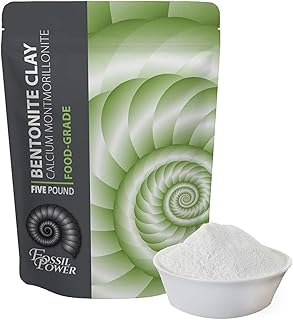 BENTONITE CLAY
CALCIUM MONTMORILLONITE
FIVE POUND | FOOD-GRADE
FOSSIL
POWER